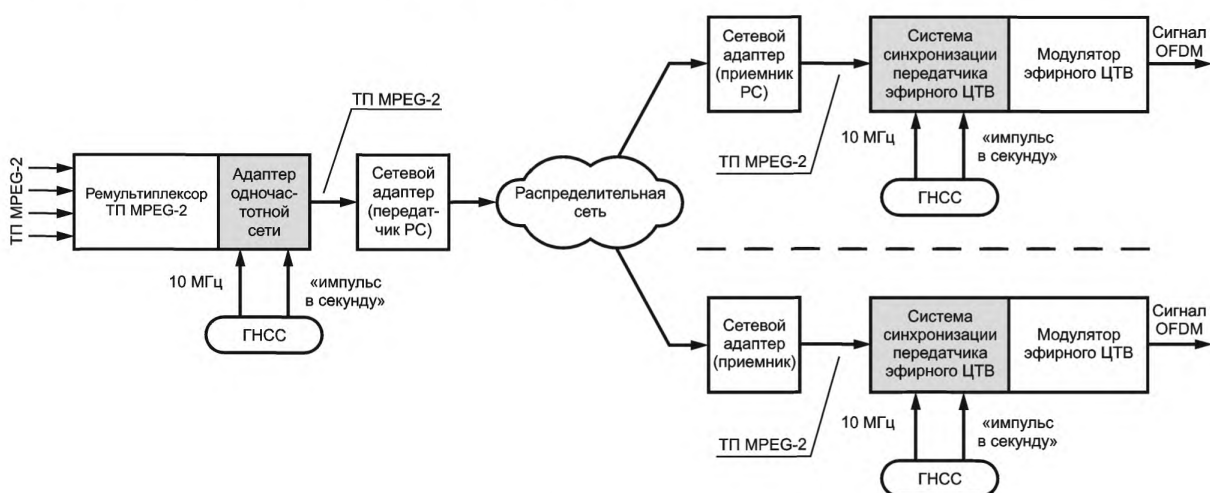 ТП MPEG-2
Ремультиплексор
ТП MPEG-2
Адаптер
одночас-
тотной
сети
10 МГц
«импульс
в секунду»
ГНСС
ТП MPEG-2
Сетевой
адаптер
(передат-
чик РС)
Распределительная
сеть
Сетевой
адаптер
(приемник
РС)
ТП MPEG-2
Система
синхронизации
передатчика
эфирного ЦТВ
Модулятор
эфирного ЦТВ
Сигнал
OFDM
10 МГц
«импульс
в секунду»
ГНСС
Сетевой
адаптер
(приемник)
ТП MPEG-2
Система
синхронизации
передатчика
эфирного ЦТВ
Модулятор
эфирного ЦТВ
Сигнал
OFDM
10 МГц
«импульс
в секунду»
ГНСС